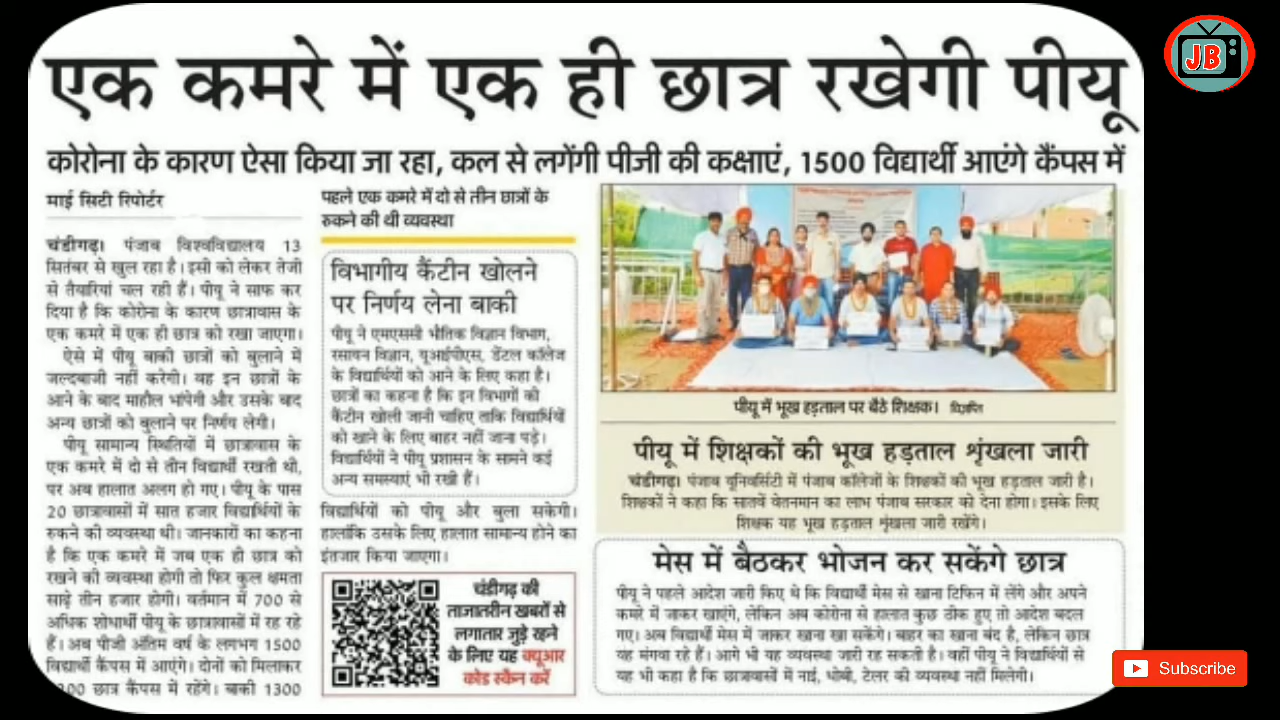 एक कमरे में एक ही छात्र रखेगी पीयू
कोरोना के कारण ऐसा किया जा रहा, कल से लगेंगी पीजी की कक्षाएं, 1500 विद्यार्थी आएंगे कैंपस में
माई सिटी रिपोर्टर
चंडीगढ़। पंजाब विश्वविद्यालय 13
सितंबर से खुल रहा है। इसी को लेकर तेजी
से तैयारियां चल रही हैं। पीयू ने साफ कर
दिया है कि कोरोना के कारण छात्रावास के
एक कमरे में एक ही छात्र को रखा जाएगा।
ऐसे में पीयू बाकी छात्रों को बुलाने में
जल्दबाजी नहीं करेगी। वह इन छात्रों के
आने के बाद माहौल भांपेगी और उसके बाद
अन्य छात्रों को बुलाने पर निर्णय लेगी।
पीयू सामान्य स्थितियों में छात्रावास के
एक कमरे में दो से तीन विद्यार्थी रखती थी,
पर अब हालात अलग हो गए। पीयू के पास
20 छात्रावासों में सात हजार विद्यार्थियों के
रुकने की व्यवस्था थी। जानकारों का कहना
है कि एक कमरे में जब एक ही छात्र को
रखने की व्यवस्था होगी तो फिर कुल क्षमता
साढ़े तीन हजार होगी। वर्तमान में 700 से
अधिक शोधार्थी पीयू के छात्रावासों में रह रहे
हैं। अब पीजी अंतिम वर्ष के लगभग 1500
विद्यार्थी कैंपस में आएंगे। दोनों को मिलाकर
छात्र कैंपस में रहेंगे। बाकी 1300
पहले एक कमरे में दो से तीन छात्रों के
रुकने की थी व्यवस्था
विभागीय कैंटीन खोलने
पर निर्णय लेना बाकी
पीयू ने एमएससी भौतिक विज्ञान विभाग,
रसायन विज्ञान, यूआईपीएस, डेंटल कॉलेज
के विद्यार्थियों को आने के लिए कहा है।
छात्रों का कहना है कि इन विभागों की
कैंटीन खोली जानी चाहिए ताकि विद्यार्थियों
को खाने के लिए बाहर नहीं जाना पड़े।
विद्यार्थियों ने पीयू प्रशासन के सामने कई
अन्य समस्याएं भी रखी हैं।
विद्यार्थियों को पीयू और बुला सकेगी।
हालांकि उसके लिए हालात सामान्य होने का
इंतजार किया जाएगा।
चंडीगढ़ की
ताजातरीन खबरों से
लगातार जुड़े रहने
के लिए यह क्यूआर
कोड स्कैन करें
पीयू में भूख हड़ताल पर बैठे शिक्षक। विज्ञप्ति
पीयू में शिक्षकों की भूख हड़ताल शृंखला जारी
चंडीगढ़। पंजाब यूनिवर्सिटी में पंजाब कॉलेजों के शिक्षकों की भूख हड़ताल जारी है।
शिक्षकों ने कहा कि सातवें वेतनमान का लाभ पंजाब सरकार को देना होगा। इसके लिए
शिक्षक यह भूख हड़ताल शृंखला जारी रखेंगे।
मेस में बैठकर भोजन कर सकेंगे छात्र
पीयू ने पहले आदेश जारी किए थे कि विद्यार्थी मेस से खाना टिफिन में लेंगे और अपने
कमरे में जाकर खाएंगे, लेकिन अब कोरोना से हालात कुछ ठीक हुए तो आदेश बदल
गए। अब विद्यार्थी मेस में जाकर खाना खा सकेंगे। बाहर का खाना बंद है, लेकिन छात्र
यह मंगवा रहे हैं। आगे भी यह व्यवस्था जारी रह सकती है। वहीं पीयू ने विद्यार्थियों से
यह भी कहा है कि छात्रावासों में नाई, धोबी, टेलर की व्यवस्था नहीं मिलेगी।
JB
Subscribe